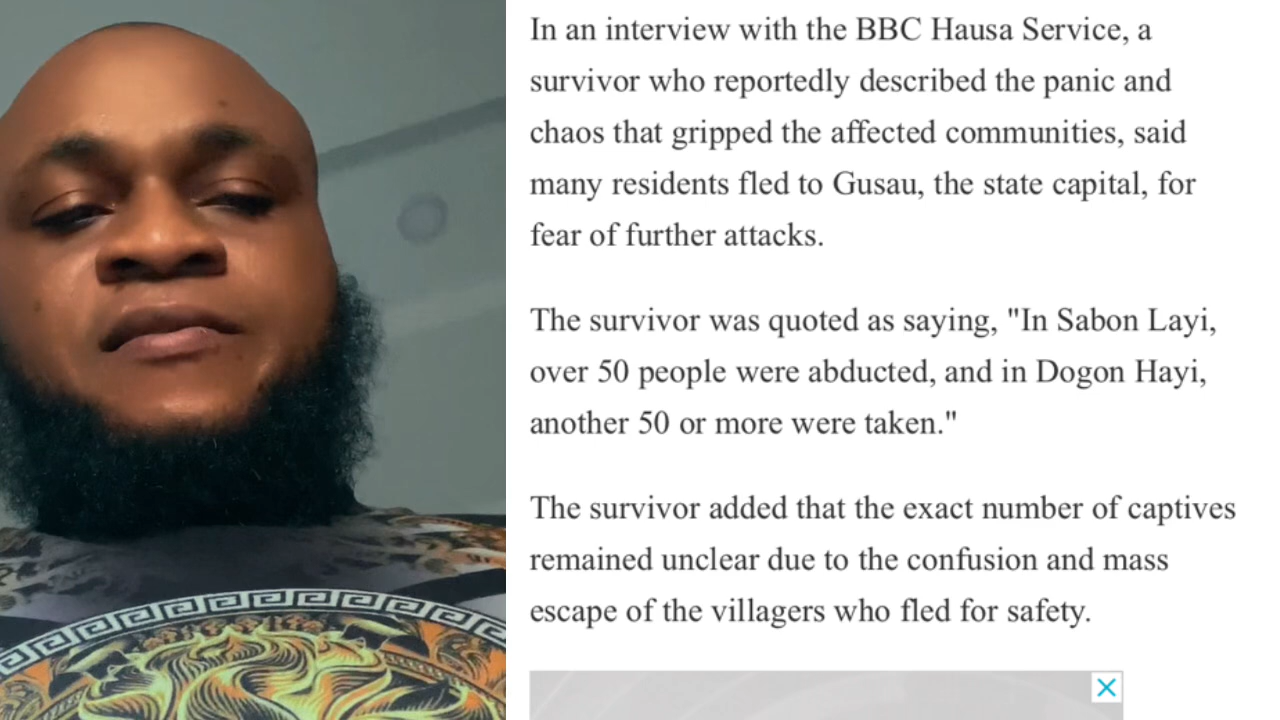 In an interview with the BBC Hausa Service, a
survivor who reportedly described the panic and
chaos that gripped the affected communities, said
many residents fled to Gusau, the state capital, for
fear of further attacks.
The survivor was quoted as saying, "In Sabon Layi,
over 50 people were abducted, and in Dogon Hayi,
another 50 or more were taken."
The survivor added that the exact number of captives
remained unclear due to the confusion and mass
escape of the villagers who fled for safety.